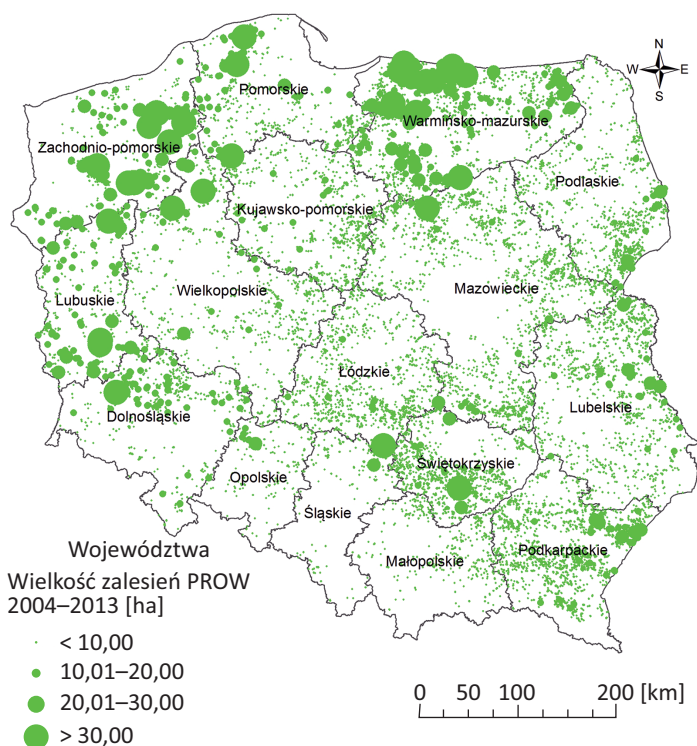 N
W E
S
Pomorskie
Warmińsko-mazurskie
Zachodnio-pomorskie
Podlaskie
Kujawsko-pomorskie
Mazowieckie
Wielkopolskie
Lubuskie
Łódzkie
Lubelskie
Dolnośląskie
Świętokrzyskie
Opolskie
Śląskie
Podkarpackie
Małopolskie
Województwa
Wielkość zalesień PROW
2004–2013 [ha]
< 10,00
10,01–20,00
20,01–30,00
> 30,00
0 50 100 200 [km]